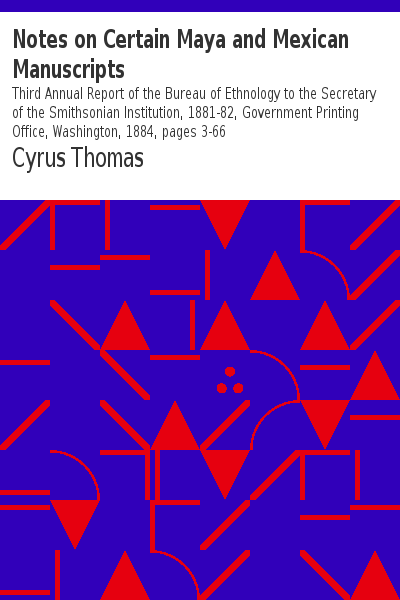 Notes on Certain Maya and Mexican
Manuscripts
Third Annual Report of the Bureau of Ethnology to the Secretary
of the Smithsonian Institution, 1881-82, Government Printing
Office, Washington, 1884, pages 3-66
Cyrus Thomas